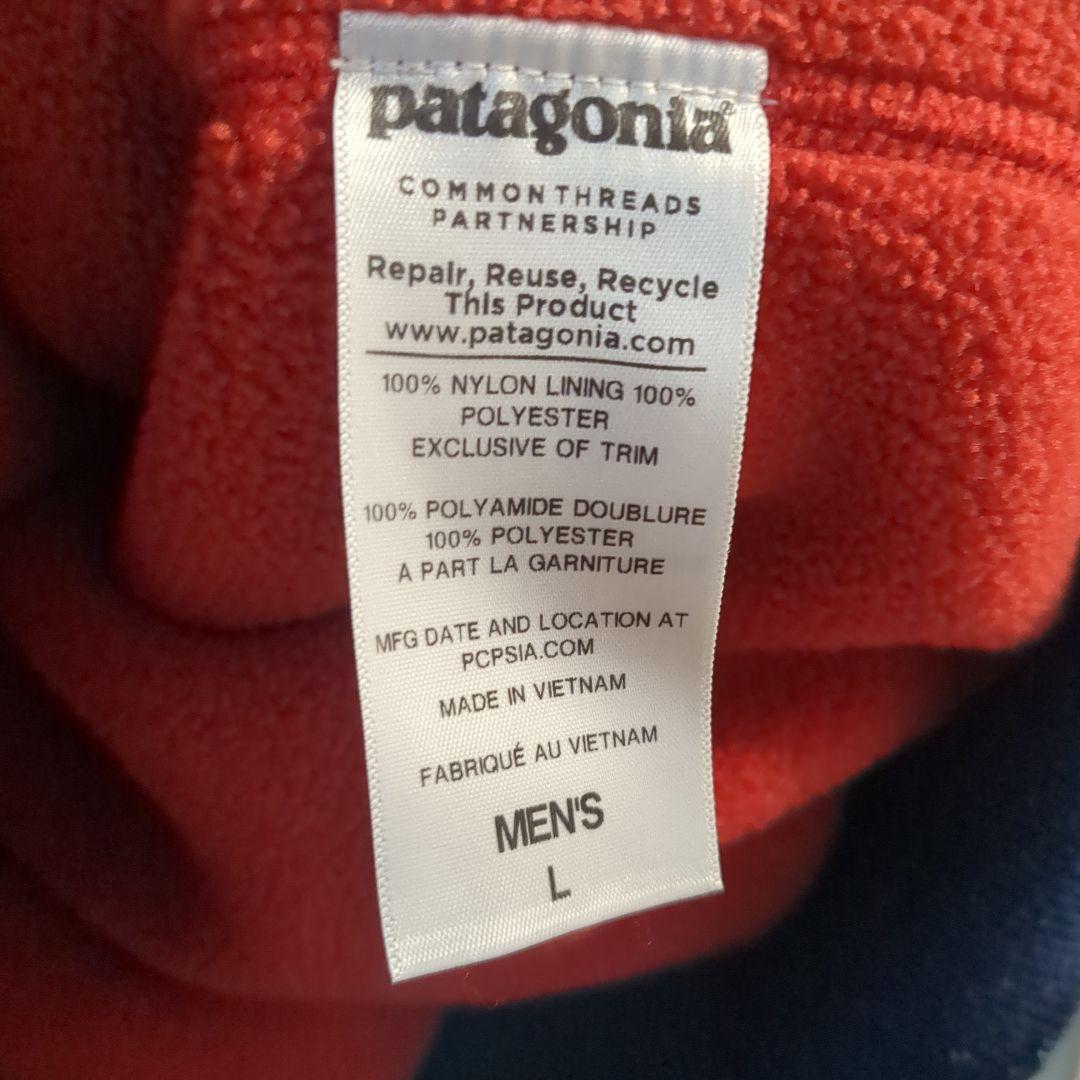 patagonia®
COMMON THREADS
PARTNERSHIP
Repair, Reuse, Recycle
This Product
www.patagonia.com
100% NYLON LINING 100%
POLYESTER
EXCLUSIVE OF TRIM
100% POLYAMIDE DOUBLURE
100% POLYESTER
A PART LA GARNITURE
MFG DATE AND LOCATION AT
PCPSIA.COM
MADE IN VIETNAM
FABRIQUÉ AU VIETNAM
MEN'S
L